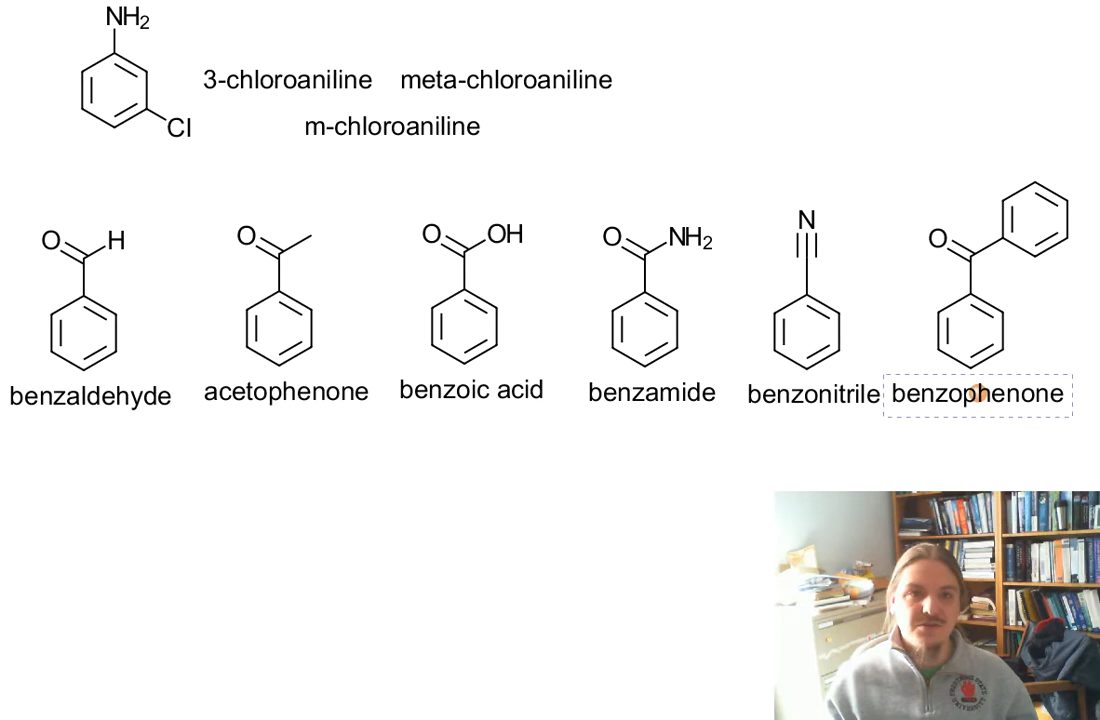 NH2
3-chloroaniline meta-chloroaniline
Cl
m-chloroaniline
O H
O
O OH
O NH2
N
O
benzaldehyde
acetophenone
benzoic acid
benzamide
benzonitrile
benzophenone